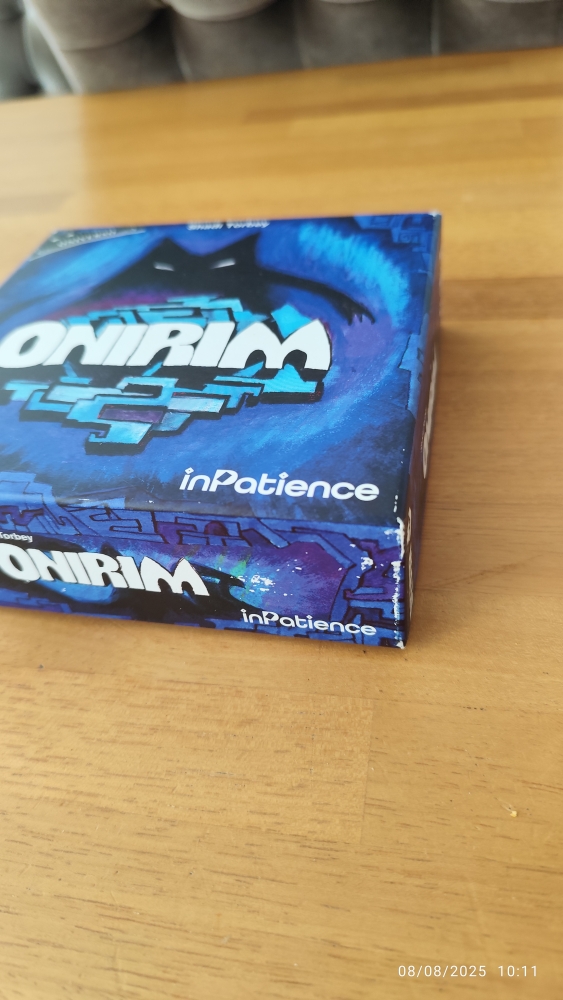 Shadi Torbey
ONIRIM
inPatience
Torbey
ONIRIM
inPatience
08/08/2025 10:11